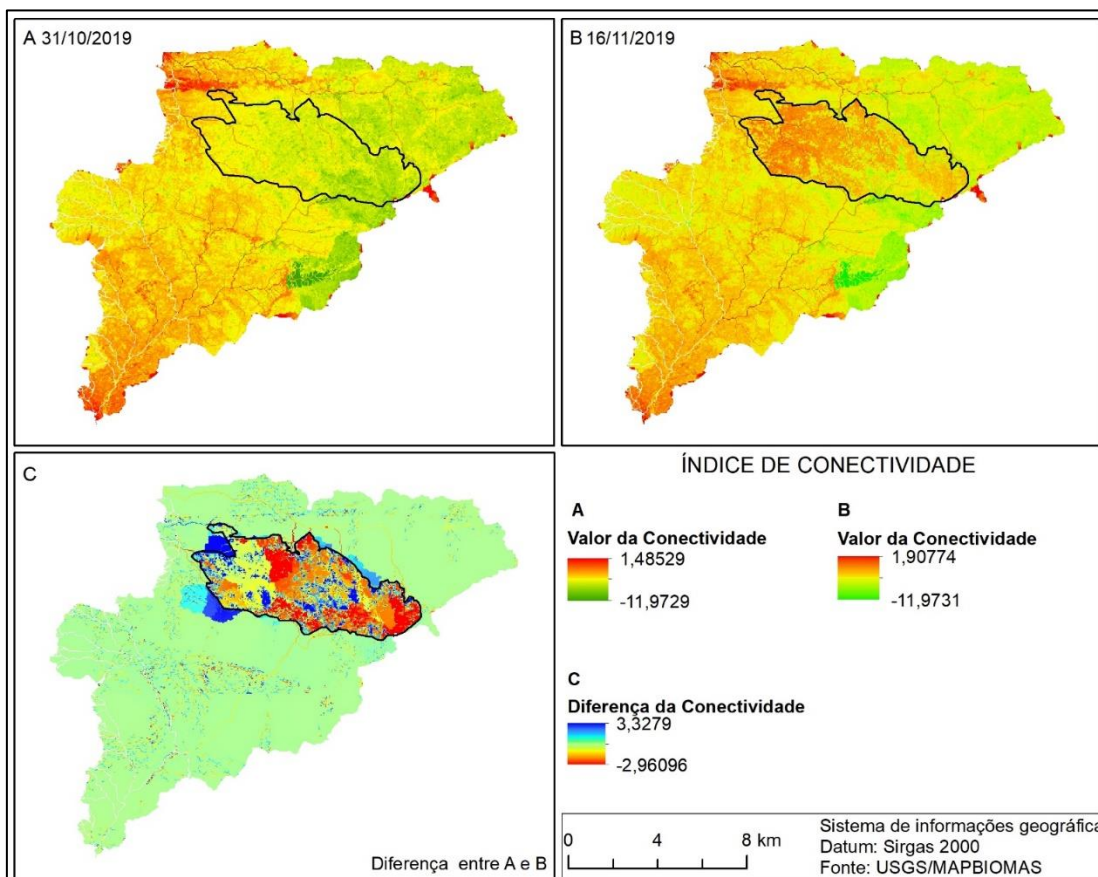 A 31/10/2019
B 16/11/2019
C
Diferença entre A e B
ÍNDICE DE CONECTIVIDADE
A
Valor da Conectividade
1,48529
-11,9729
B
Valor da Conectividade
1,90774
-11,9731
C
Diferença da Conectividade
3,3279
-2,96096
0 4 8 km
Sistema de informações geográfica
Datum: Sirgas 2000
Fonte: USGS/MAPBIOMAS